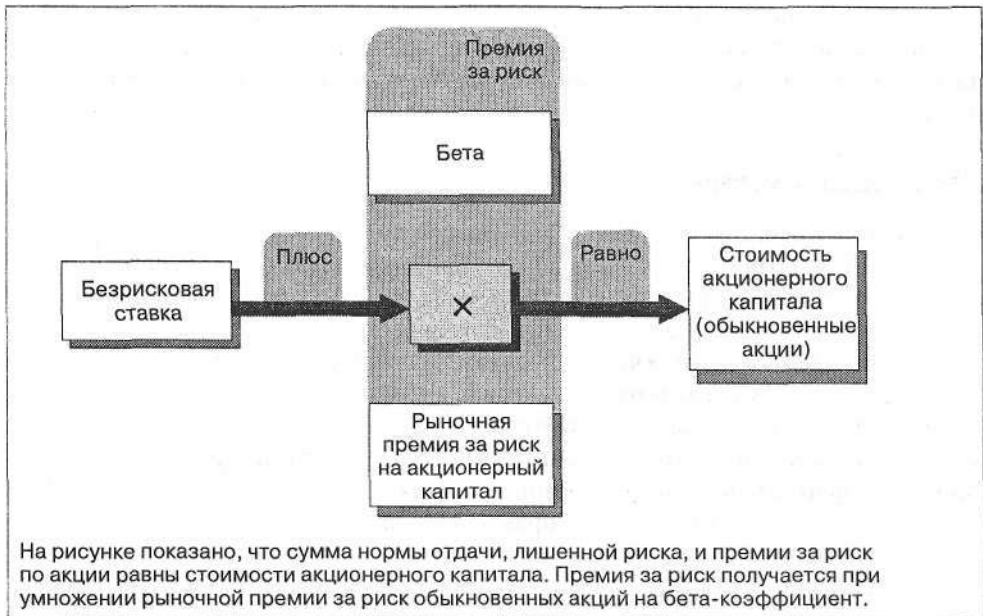 Премия
за риск
Бета
Плюс
Равно
Безрисковая
ставка
×
Стоимость
акционерного
капитала
(обыкновенные
акции)
Рыночная
премия за риск
на акционерный
капитал
На рисунке показано, что сумма нормы отдачи, лишенной риска, и премии за риск
по акции равны стоимости акционерного капитала. Премия за риск получается при
умножении рыночной премии за риск обыкновенных акций на бета-коэффициент.